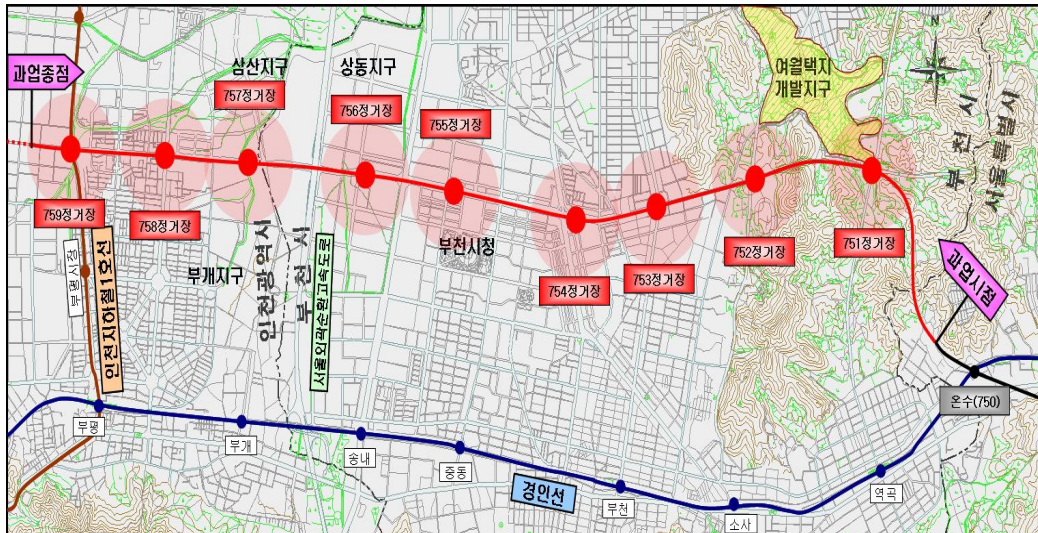 과업종점
삼산지구
757정거장
상동지구
756정거장
755정거장
여월택지
개발지구
N
부천시
서울특별시
759정거장
758정거장
부평시점
인천지하철1호선
부개지구
인천광역시
부천시
서울외곽순환고속도로
부천시청
754정거장
753정거장
752정거장
751정거장
과업시점
온수(750)
부평
부개
송내
중동
경인선
부천
소사
역곡